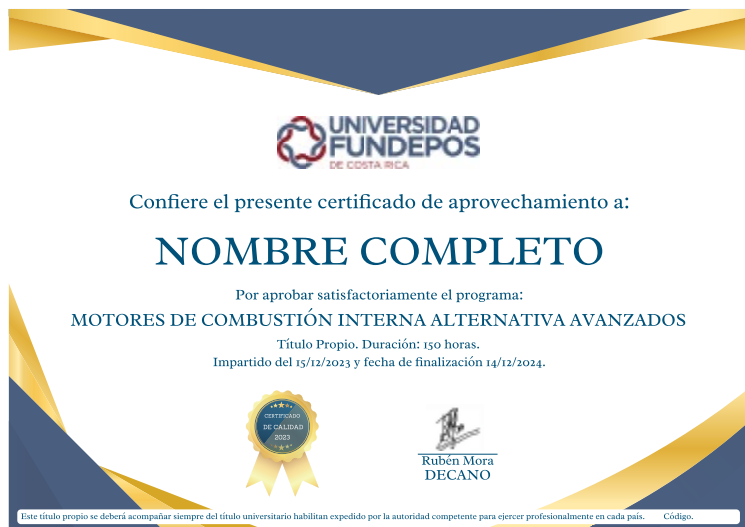 UNIVERSIDAD
FUNDEPOS
DE COSTA RICA
Confiere el presente certificado de aprovechamiento a:
NOMBRE COMPLETO
Por aprobar satisfactoriamente el programa:
MOTORES DE COMBUSTIÓN INTERNA ALTERNATIVA AVANZADOS
Título Propio. Duración: 150 horas.
Impartido del 15/12/2023 y fecha de finalización 14/12/2024.
CERTIFICADO
DE CALIDAD
2023
Rubén Mora
DECANO
Este título propio se deberá acompañar siempre del título universitario habilitan expedido por la autoridad competente para ejercer profesionalmente en cada país. Código.